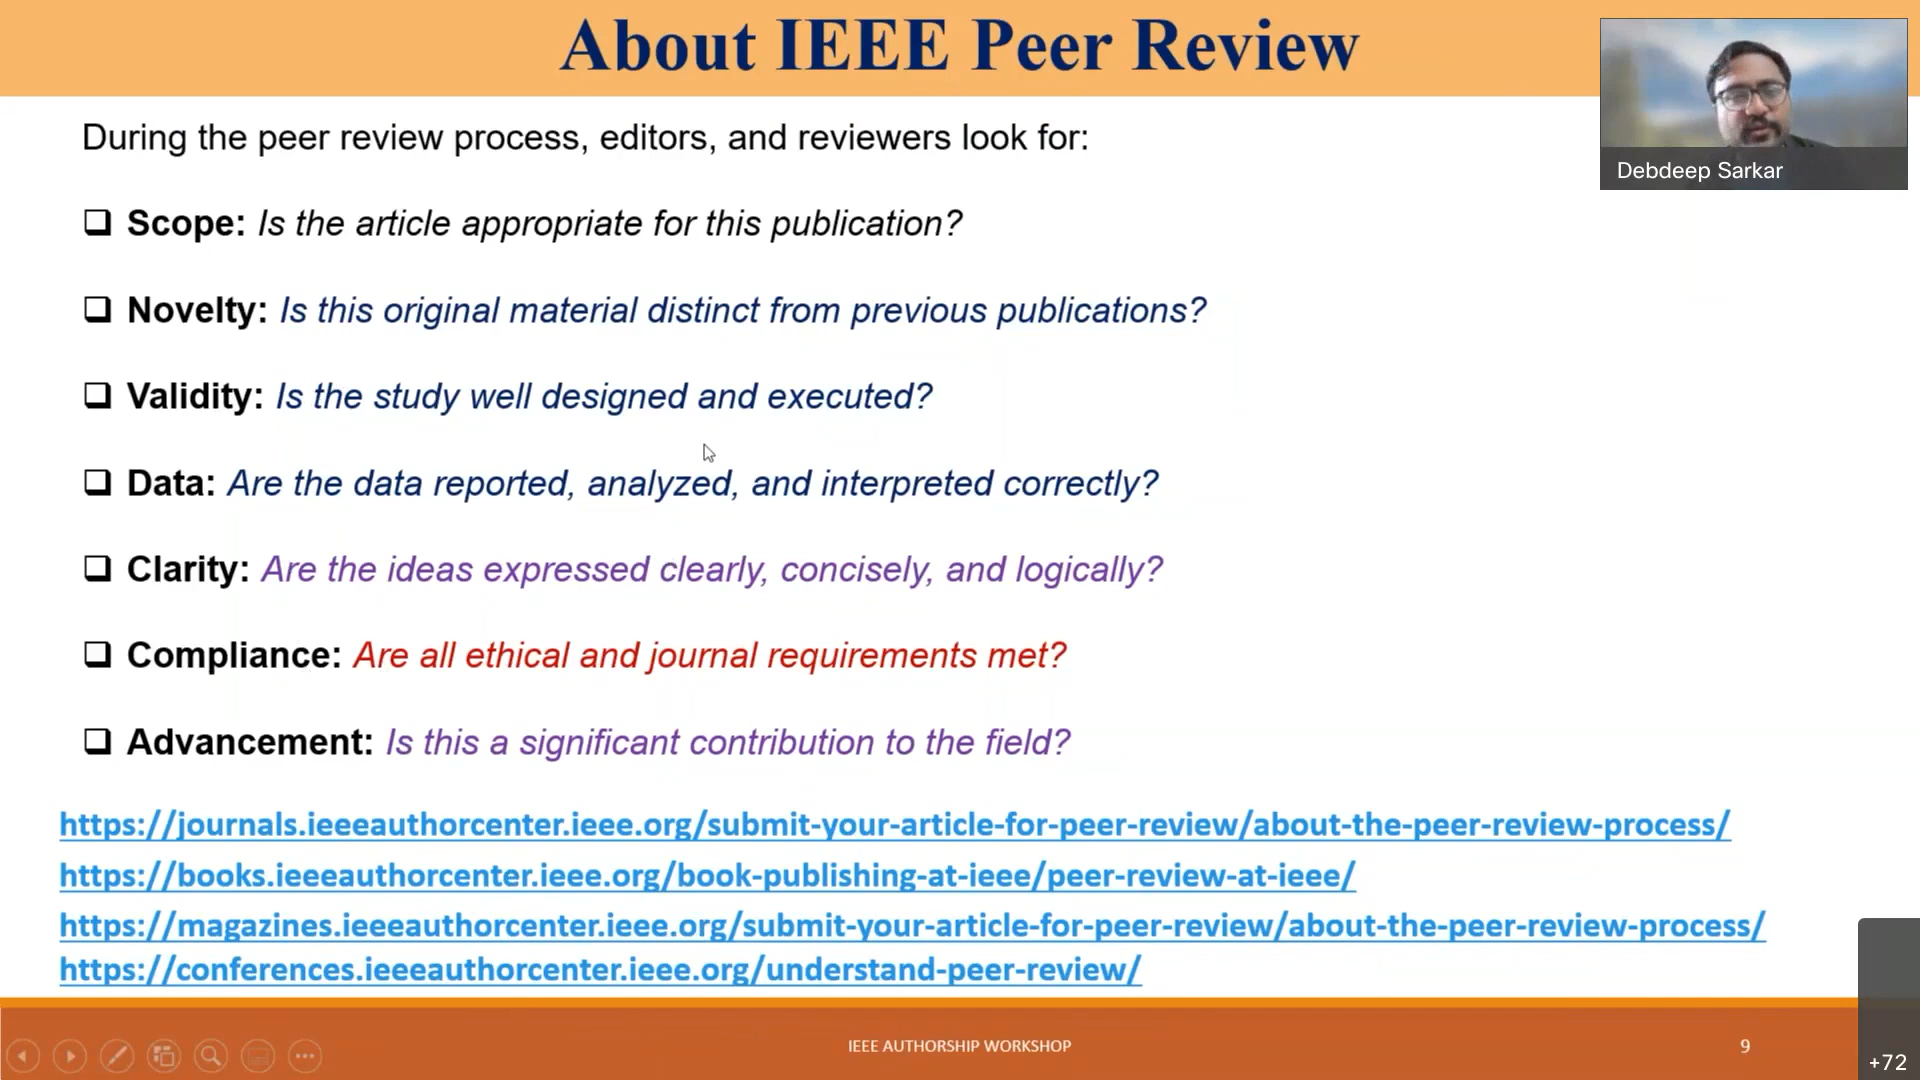 About IEEE Peer Review
Debdeep Sarkar
During the peer review process, editors, and reviewers look for:
Scope: Is the article appropriate for this publication?
Novelty: Is this original material distinct from previous publications?
Validity: Is the study well designed and executed?
Data: Are the data reported, analyzed, and interpreted correctly?
Clarity: Are the ideas expressed clearly, concisely, and logically?
Compliance: Are all ethical and journal requirements met?
Advancement: Is this a significant contribution to the field?
https://journals.ieeeauthorcenter.ieee.org/submit-your-article-for-peer-review/about-the-peer-review-process/
https://books.ieeeauthorcenter.ieee.org/book-publishing-at-ieee/peer-review-at-ieee/
https://magazines.ieeeauthorcenter.ieee.org/submit-your-article-for-peer-review/about-the-peer-review-process/
https://conferences.ieeeauthorcenter.ieee.org/understand-peer-review/
IEEE AUTHORSHIP WORKSHOP
9
+72